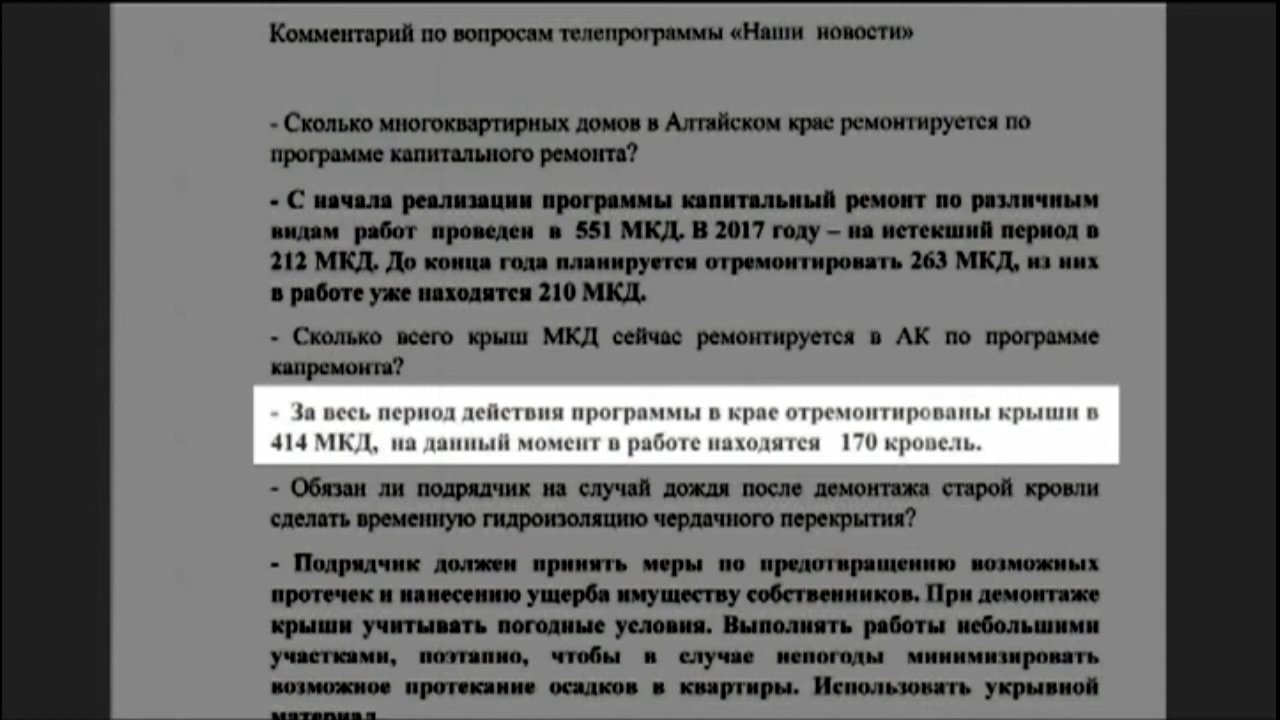 Комментарий по вопросам телепрограммы «Наши новости»
- Сколько многоквартирных домов в Алтайском крае ремонтируется по
программе капитального ремонта?
- С начала реализации программы капитальный ремонт по различным
видам работ проведен в 551 МКД. В 2017 году – на истекший период в
212 МКД. До конца года планируется отремонтировать 263 МКД, из них
в работе уже находятся 210 МКД.
- Сколько всего крыш МКД сейчас ремонтируется в АК по программе
капремонта?
- За весь период действия программы в крае отремонтированы крыши в
414 МКД, на данный момент в работе находятся 170 кровель.
- Обязан ли подрядчик на случай дождя после демонтажа старой кровли
сделать временную гидроизоляцию чердачного перекрытия?
- Подрядчик должен принять меры по предотвращению возможных
протечек и нанесению ущерба имуществу собственников. При демонтаже
крыши учитывать погодные условия. Выполнять работы небольшими
участками, поэтапно, чтобы в случае непогоды минимизировать
возможное протекание осадков в квартиры. Использовать укрывной
материал.